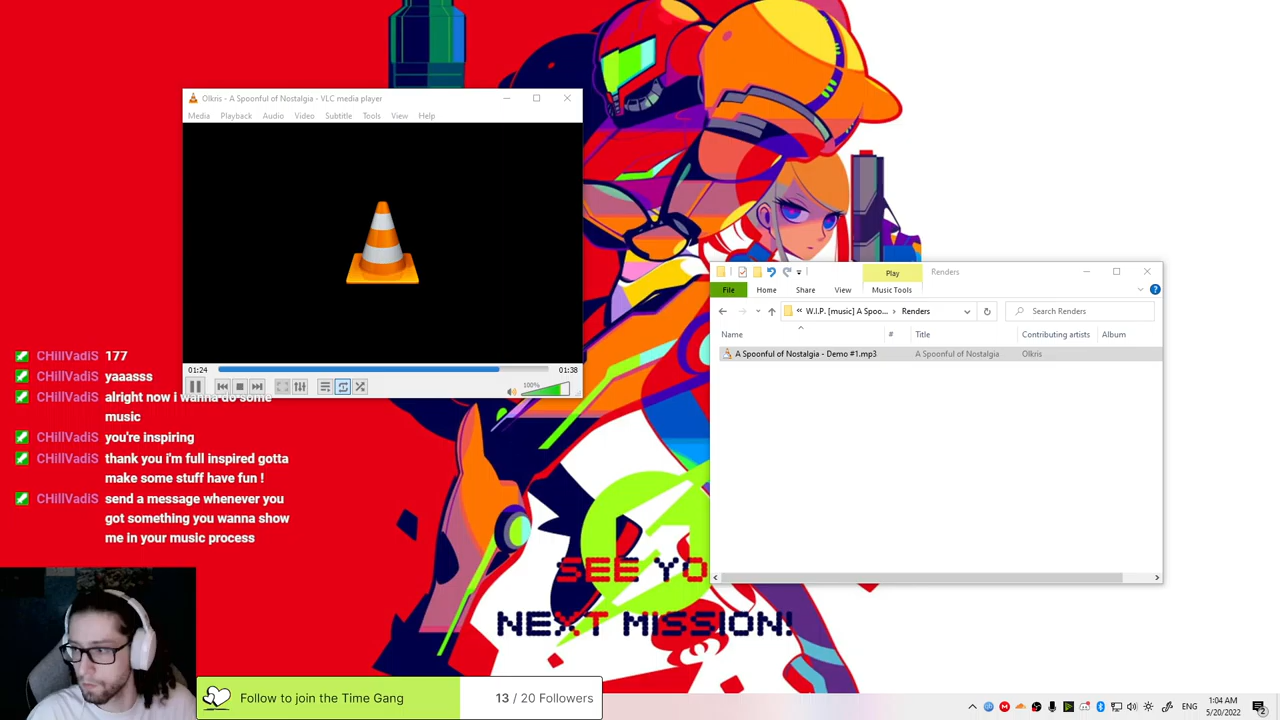 Olkris - A Spoonful of Nostalgia - VLC media player
Media Playback Audio Video Subtitle Tools View Help
01:24 01:38
100%
Play Renders
File Home Share View Music Tools
« W.I.P. [music] A Spoo... › Renders Search Renders
Name # Title Contributing artists Album
A Spoonful of Nostalgia - Demo #1.mp3 A Spoonful of Nostalgia Olkris
CHillVadiS 177
CHillVadiS yaaasss
CHillVadiS alright now i wanna do some
music
CHillVadiS you're inspiring
CHillVadiS thank you i'm full inspired gotta
make some stuff have fun !
CHillVadiS send a message whenever you
got something you wanna show
me in your music process
SEE YO
NEXT MISSION!
Follow to join the Time Gang 13 / 20 Followers
ENG
1:04 AM
5/20/2022
2